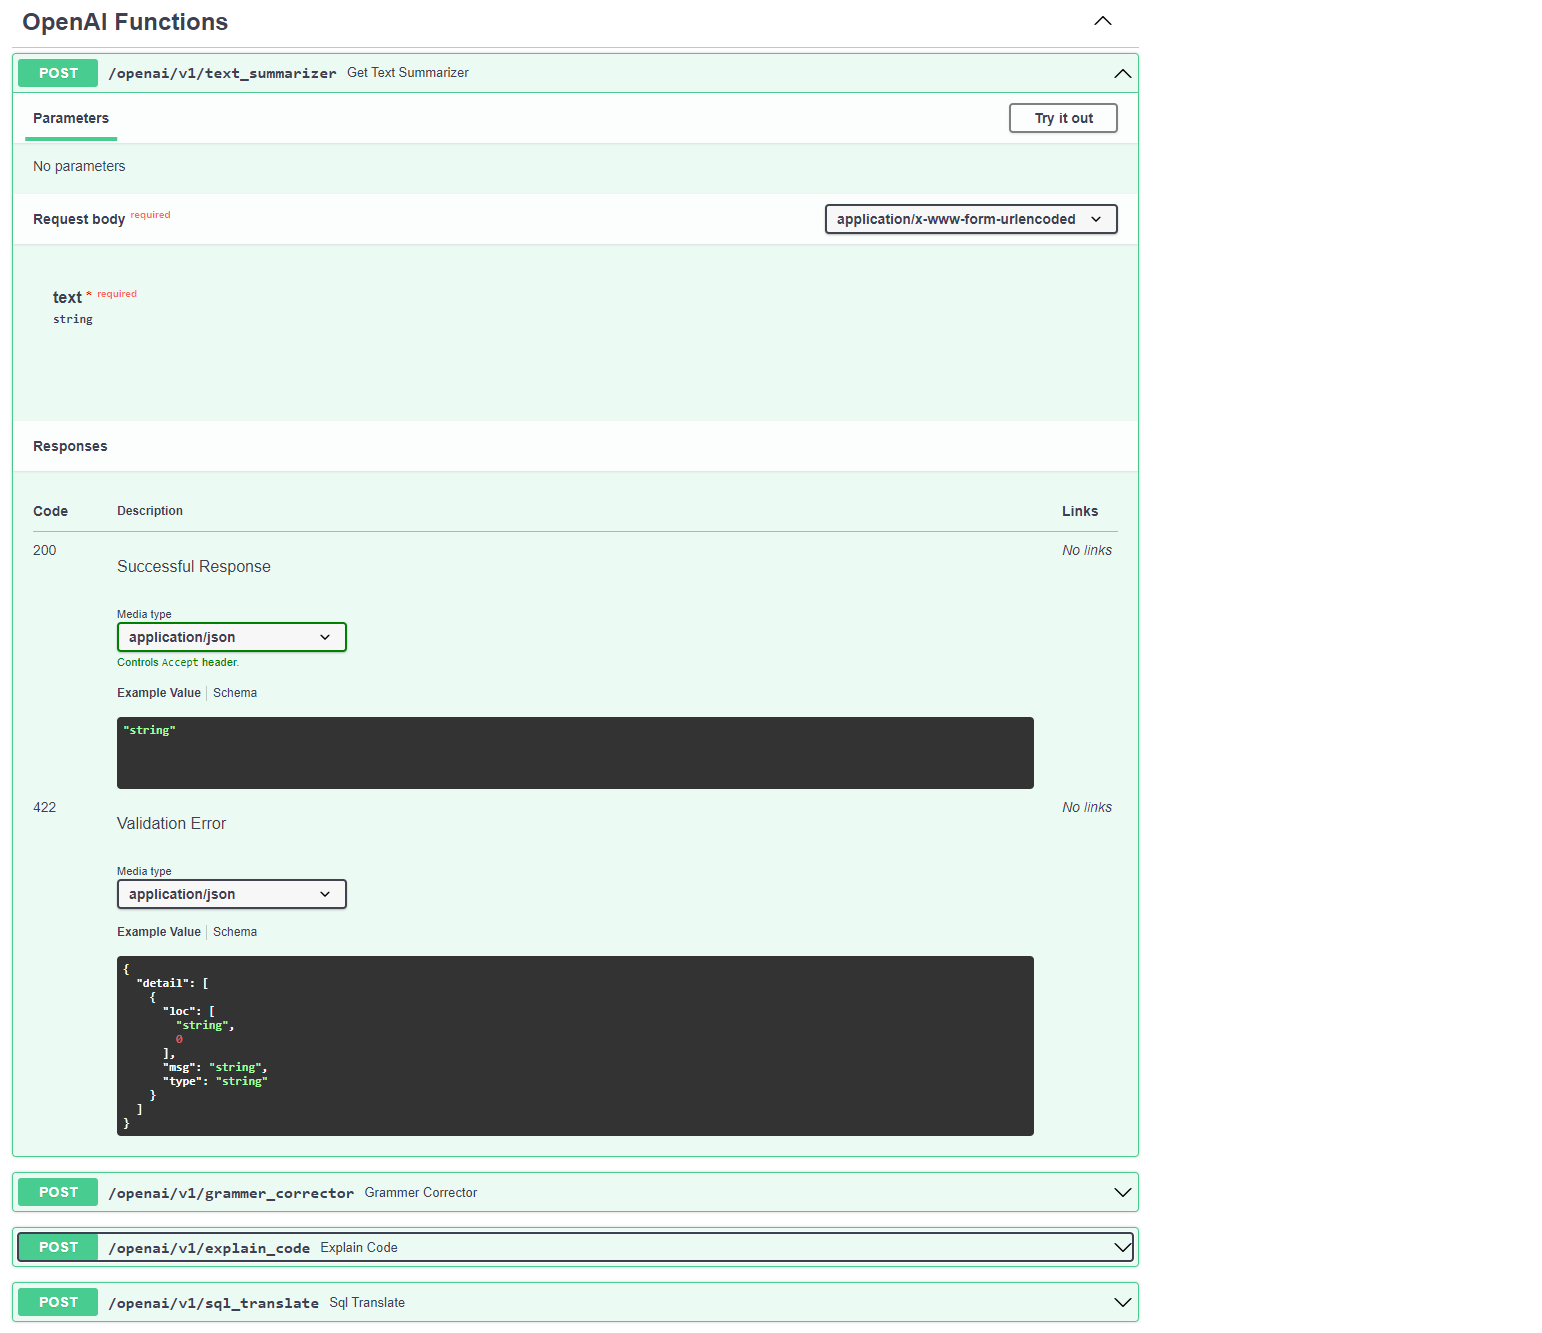 OpenAI Functions
POST /openai/v1/text_summarizer Get Text Summarizer
Parameters Try it out
No parameters
Request body required application/x-www-form-urlencoded
text * required
string
Responses
Code Description Links
200 No links
Successful Response
Media type
application/json
Controls Accept header.
Example Value Schema
"string"
422 No links
Validation Error
Media type
application/json
Example Value Schema
{
  "detail": [
    {
      "loc": [
        "string",
        0
      ],
      "msg": "string",
      "type": "string"
    }
  ]
}
POST /openai/v1/grammer_corrector Grammer Corrector
POST /openai/v1/explain_code Explain Code
POST /openai/v1/sql_translate Sql Translate